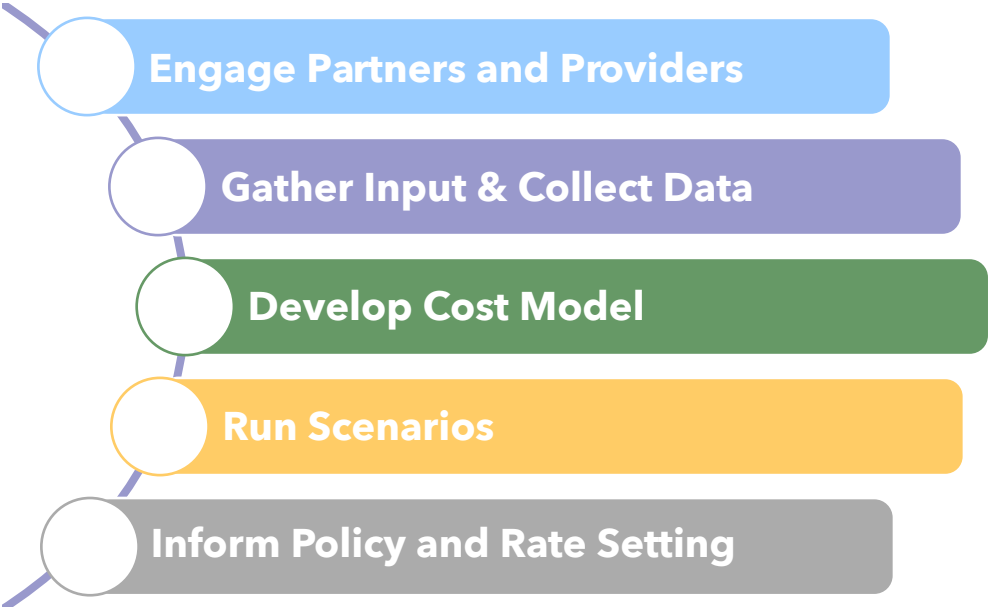 Engage Partners and Providers
Gather Input & Collect Data
Develop Cost Model
Run Scenarios
Inform Policy and Rate Setting